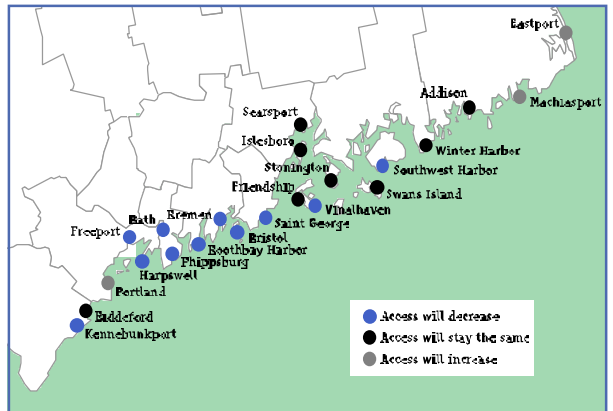 Eastport
Addison
Machiasport
Searsport
Islesboro
Winter Harbor
Stonington
Southwest Harbor
Friendship
Swans Island
Vinalhaven
Bath
Bremen
Saint George
Freeport
Bristol
Boothbay Harbor
Phippsburg
Harpswell
Portland
Biddeford
Kennebunkport
Access will decrease
Access will stay the same
Access will increase